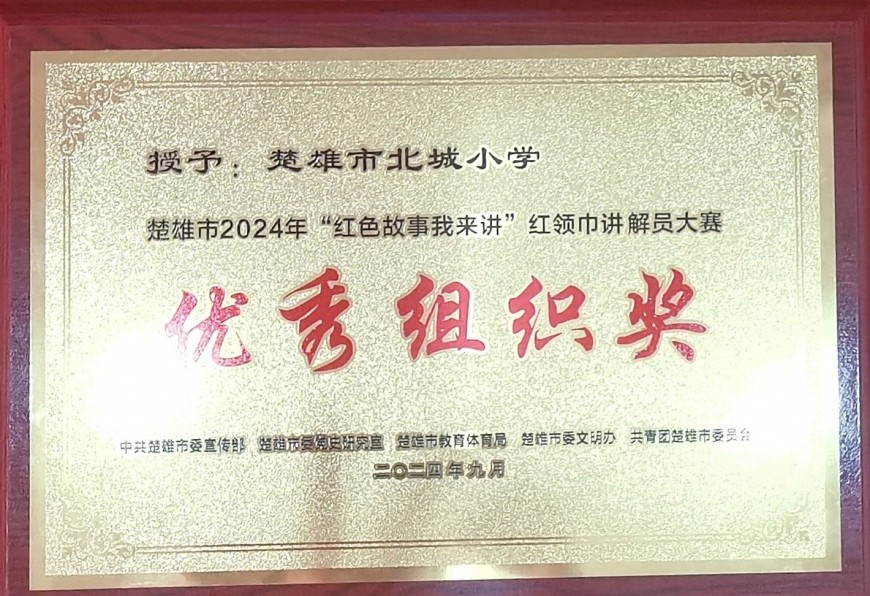 授予：楚雄市北城小学
楚雄市2024年“红色故事我来讲”红领巾讲解员大赛
优秀组织奖
中共楚雄市委宣传部 楚雄市委党史研究室 楚雄市教育体育局 楚雄市委文明办 共青团楚雄市委员会
二〇二四年九月